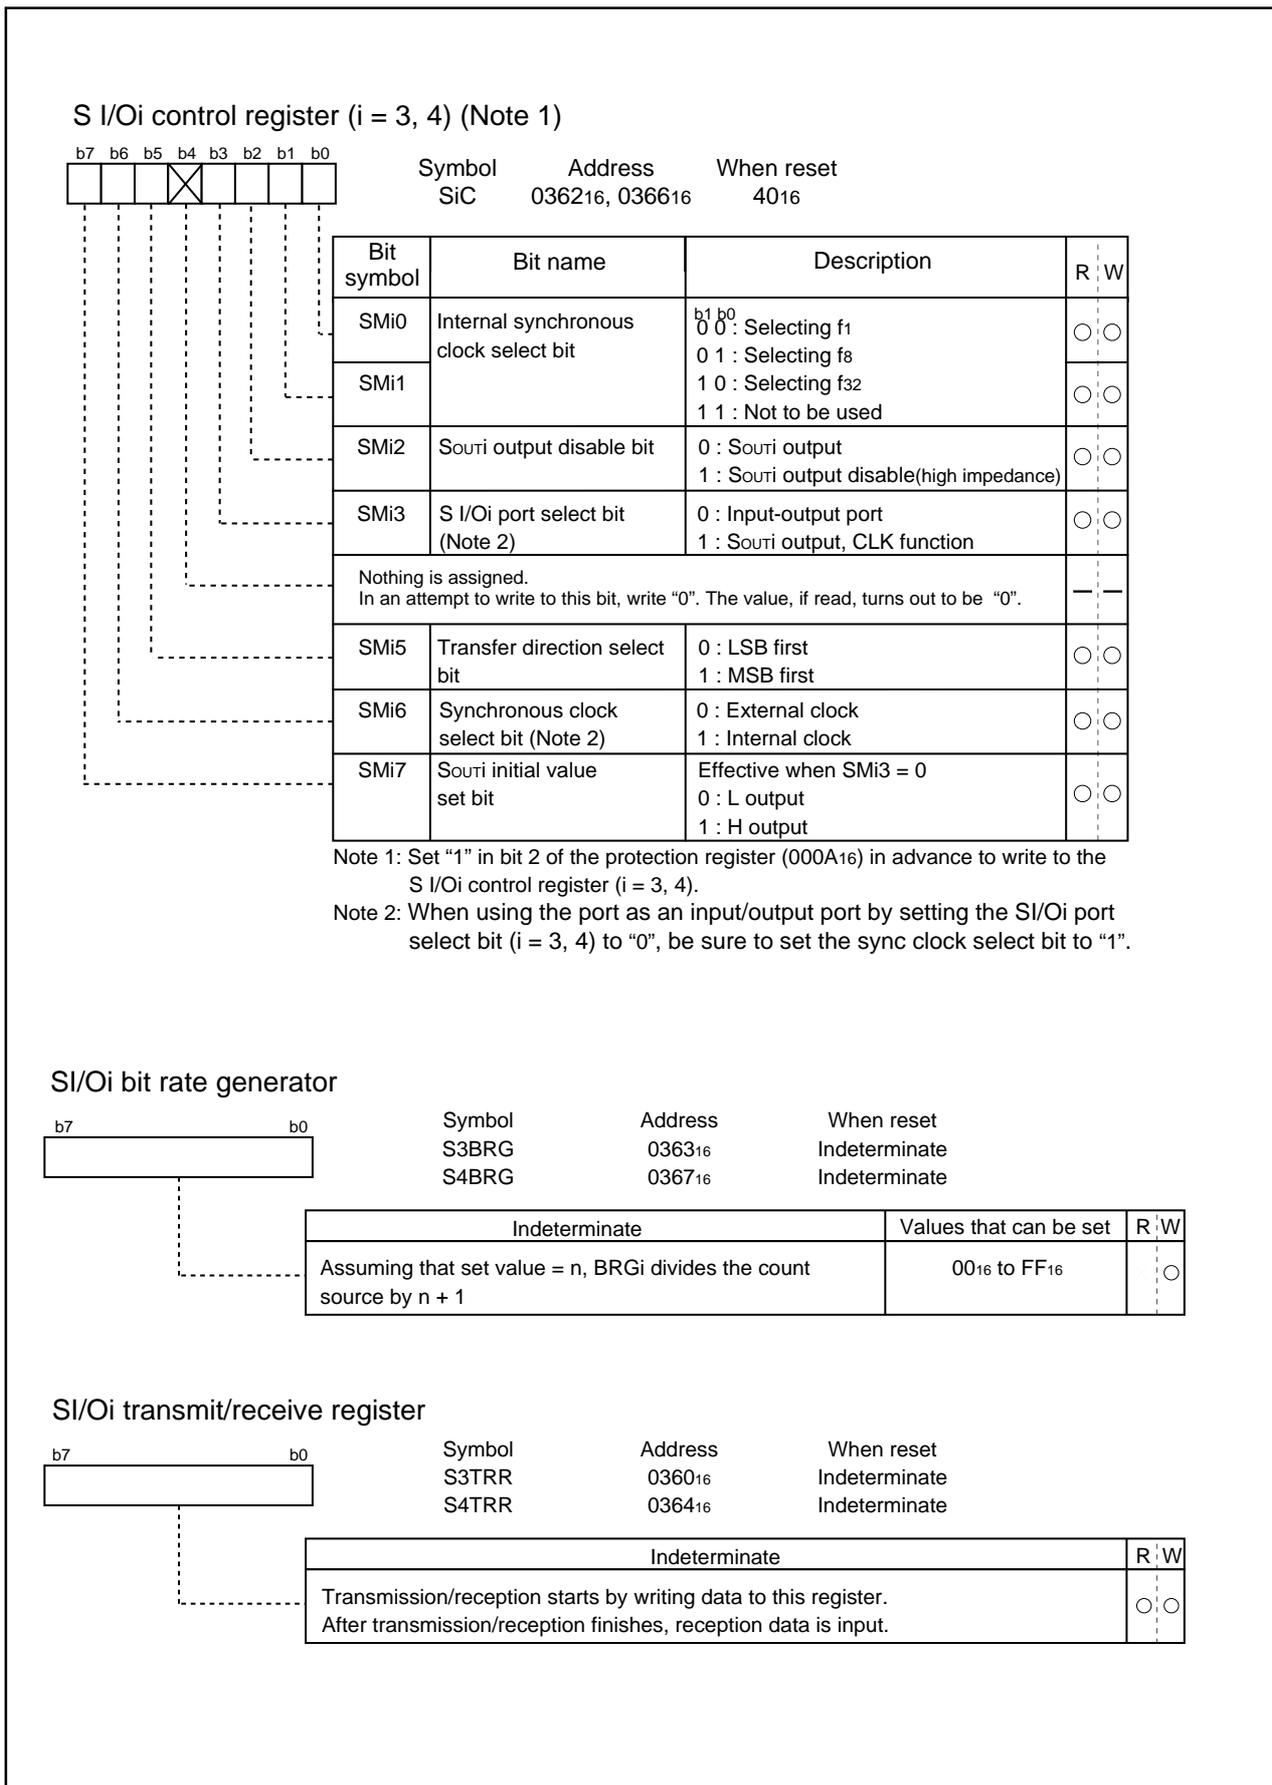 S I/Oi control register (i = 3, 4) (Note 1)
b7 b6 b5 b4 b3 b2 b1 b0
Symbol Address When reset
SiC 036216, 036616 4016
Bit symbol Bit name Description R W
SMi0 Internal synchronous clock select bit
b1 b0
0 0 : Selecting f1
0 1 : Selecting f8
SMi1 1 0 : Selecting f32
1 1 : Not to be used
SMi2 SOUTi output disable bit 0 : SOUTi output
1 : SOUTi output disable(high impedance)
SMi3 S I/Oi port select bit 0 : Input-output port
(Note 2) 1 : SOUTi output, CLK function
Nothing is assigned.
In an attempt to write to this bit, write “0”. The value, if read, turns out to be “0”.
SMi5 Transfer direction select 0 : LSB first
bit 1 : MSB first
SMi6 Synchronous clock 0 : External clock
select bit (Note 2) 1 : Internal clock
SMi7 SOUTi initial value Effective when SMi3 = 0
set bit 0 : L output
1 : H output
Note 1: Set “1” in bit 2 of the protection register (000A16) in advance to write to the
S I/Oi control register (i = 3, 4).
Note 2: When using the port as an input/output port by setting the SI/Oi port
select bit (i = 3, 4) to “0”, be sure to set the sync clock select bit to “1”.
SI/Oi bit rate generator
b7 b0
Symbol Address When reset
S3BRG 036316 Indeterminate
S4BRG 036716 Indeterminate
Indeterminate Values that can be set R W
Assuming that set value = n, BRGi divides the count 0016 to FF16
source by n + 1
SI/Oi transmit/receive register
b7 b0
Symbol Address When reset
S3TRR 036016 Indeterminate
S4TRR 036416 Indeterminate
Indeterminate R W
Transmission/reception starts by writing data to this register.
After transmission/reception finishes, reception data is input.